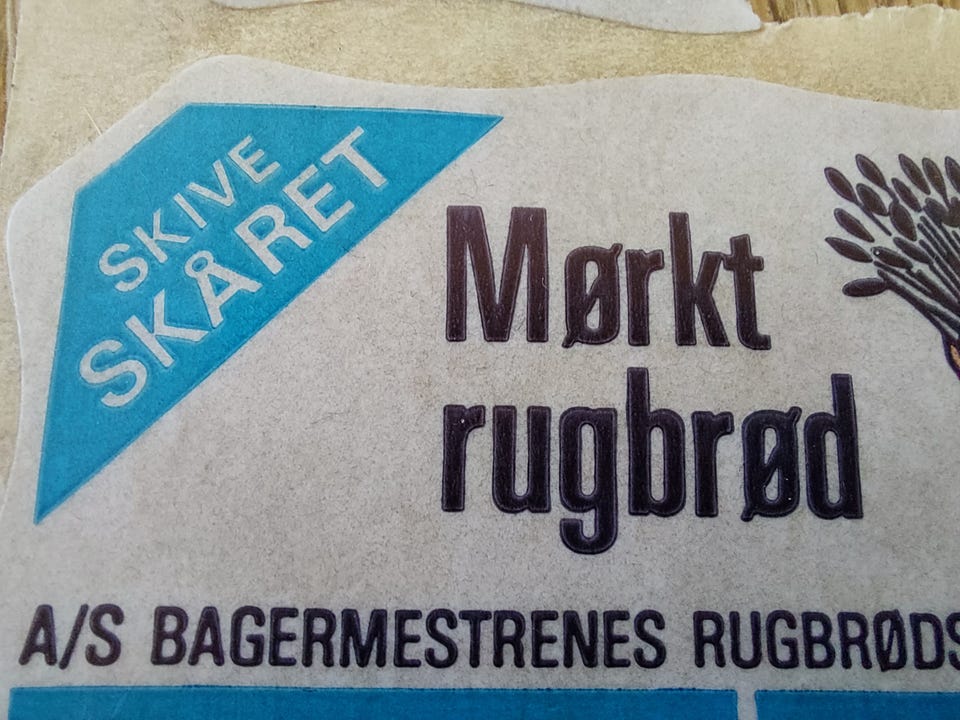 SKIVE
SKÅRET
Mørkt
rugbrød
A/S BAGERMESTRENES RUGBRØDS